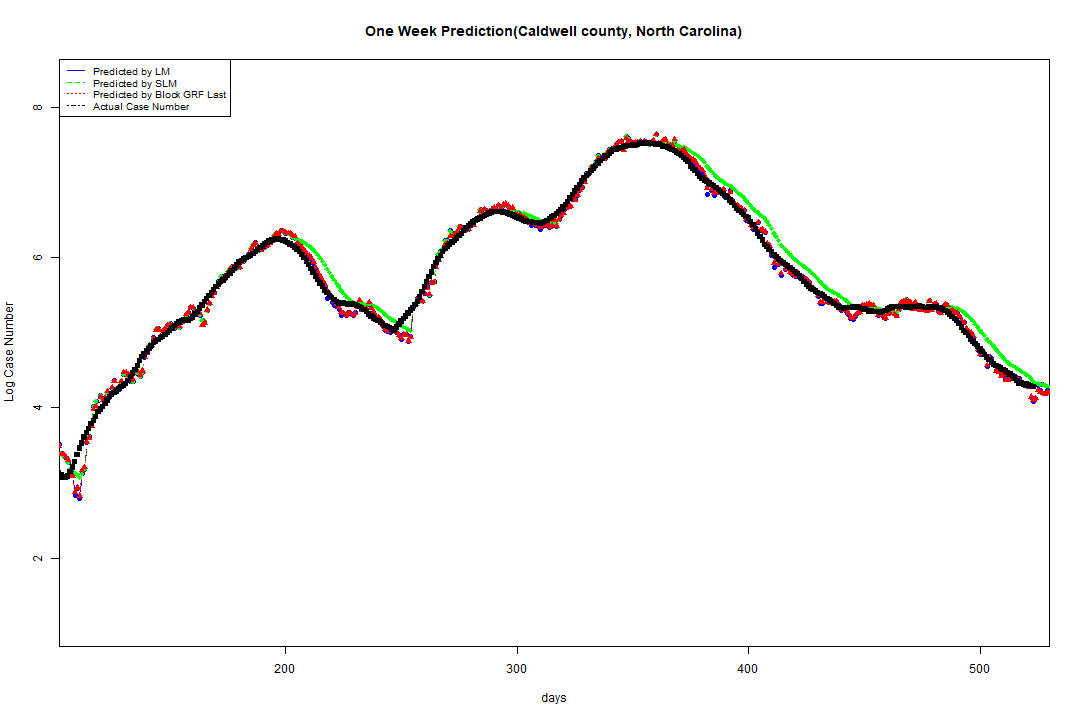 One Week Prediction(Caldwell county, North Carolina)
Predicted by LM
Predicted by SLM
Predicted by Block GRF Last
Actual Case Number
Log Case Number
8
6
4
2
200
300
400
500
days